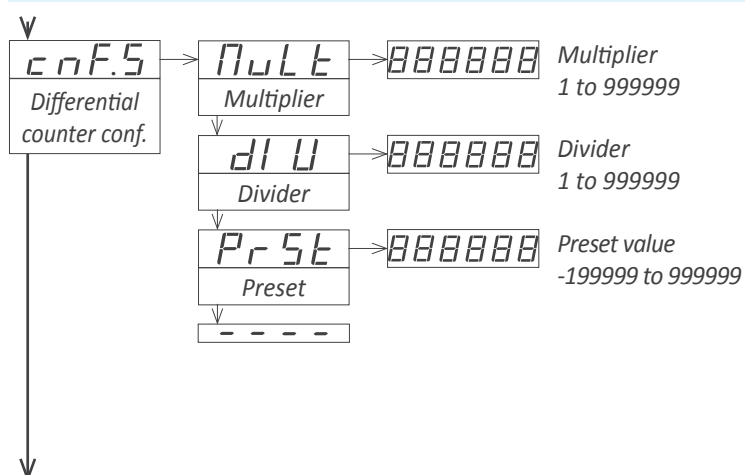 cnF.5
Differential
counter conf.
MuLt
Multiplier
888888
Multiplier
1 to 999999
dIU
Divider
888888
Divider
1 to 999999
PrSt
Preset
888888
Preset value
-199999 to 999999
- - - -